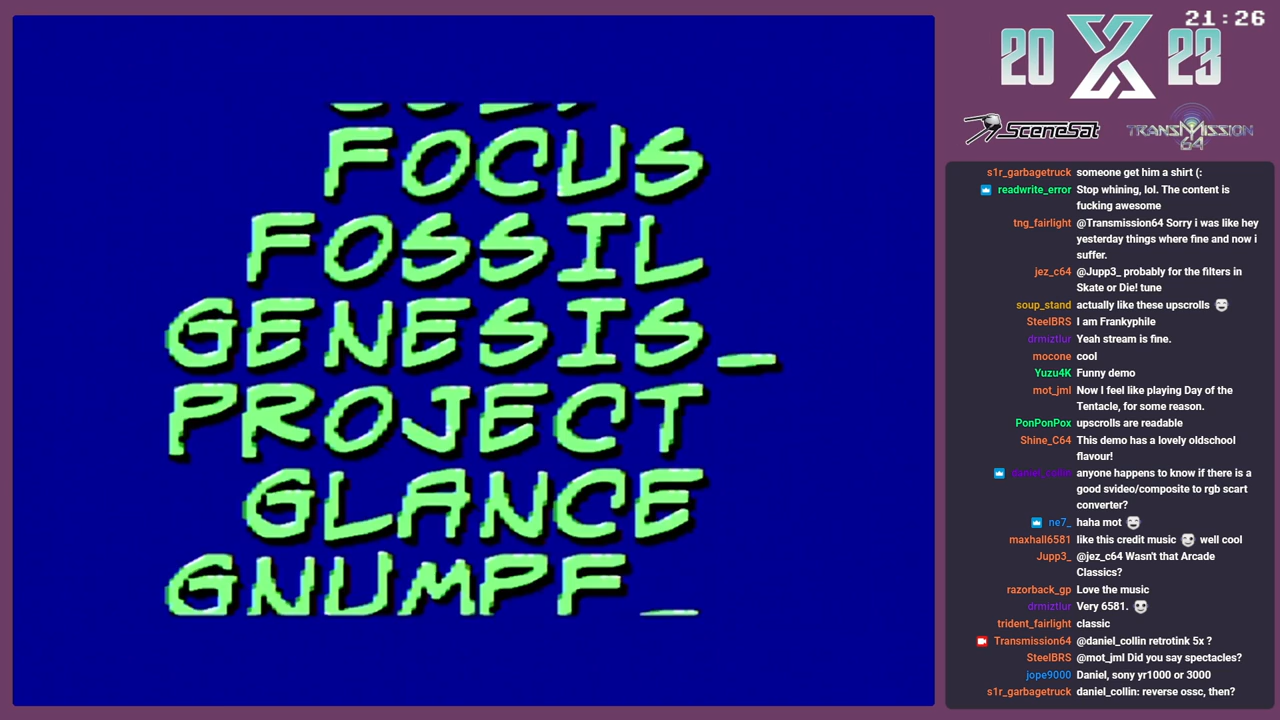 FOCUS
FOSSIL
GENESIS_
PROJECT
GLANCE
GNUMPF_
21:26
20 X 23
SCENESAT
TRANSMISSION
64
s1r_garbagetruck someone get him a shirt (:
readwrite_error Stop whining, lol. The content is
fucking awesome
tng_fairlight @Transmission64 Sorry i was like hey
yesterday things where fine and now i
suffer.
jez_c64 @Jupp3_ probably for the filters in
Skate or Die! tune
soup_stand actually like these upscrolls
SteelBRS I am Frankyphile
drmiztlur Yeah stream is fine.
mocone cool
Yuzu4K Funny demo
mot_jml Now I feel like playing Day of the
Tentacle, for some reason.
PonPonPox upscrolls are readable
Shine_C64 This demo has a lovely oldschool
flavour!
daniel_collin anyone happens to know if there is a
good svideo/composite to rgb scart
converter?
ne7_ haha mot
maxhall6581 like this credit music well cool
Jupp3_ @jez_c64 Wasn't that Arcade
Classics?
razorback_gp Love the music
drmiztlur Very 6581.
trident_fairlight classic
Transmission64 @daniel_collin retrotink 5x ?
SteelBRS @mot_jml Did you say spectacles?
jope9000 Daniel, sony yr1000 or 3000
s1r_garbagetruck daniel_collin: reverse ossc, then?